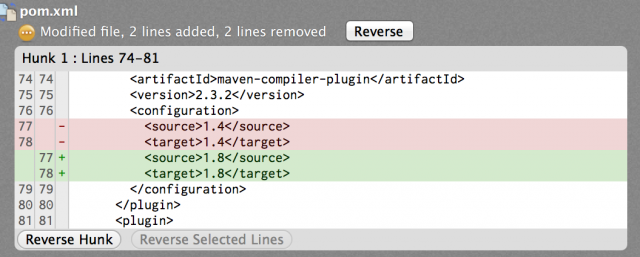 pom.xml
Modified file, 2 lines added, 2 lines removed Reverse
Hunk 1 : Lines 74–81
74 74 <artifactId>maven-compiler-plugin</artifactId>
75 75 <version>2.3.2</version>
76 76 <configuration>
77 - <source>1.4</source>
78 - <target>1.4</target>
77 + <source>1.8</source>
78 + <target>1.8</target>
79 79 </configuration>
80 80 </plugin>
81 81 <plugin>
Reverse Hunk Reverse Selected Lines